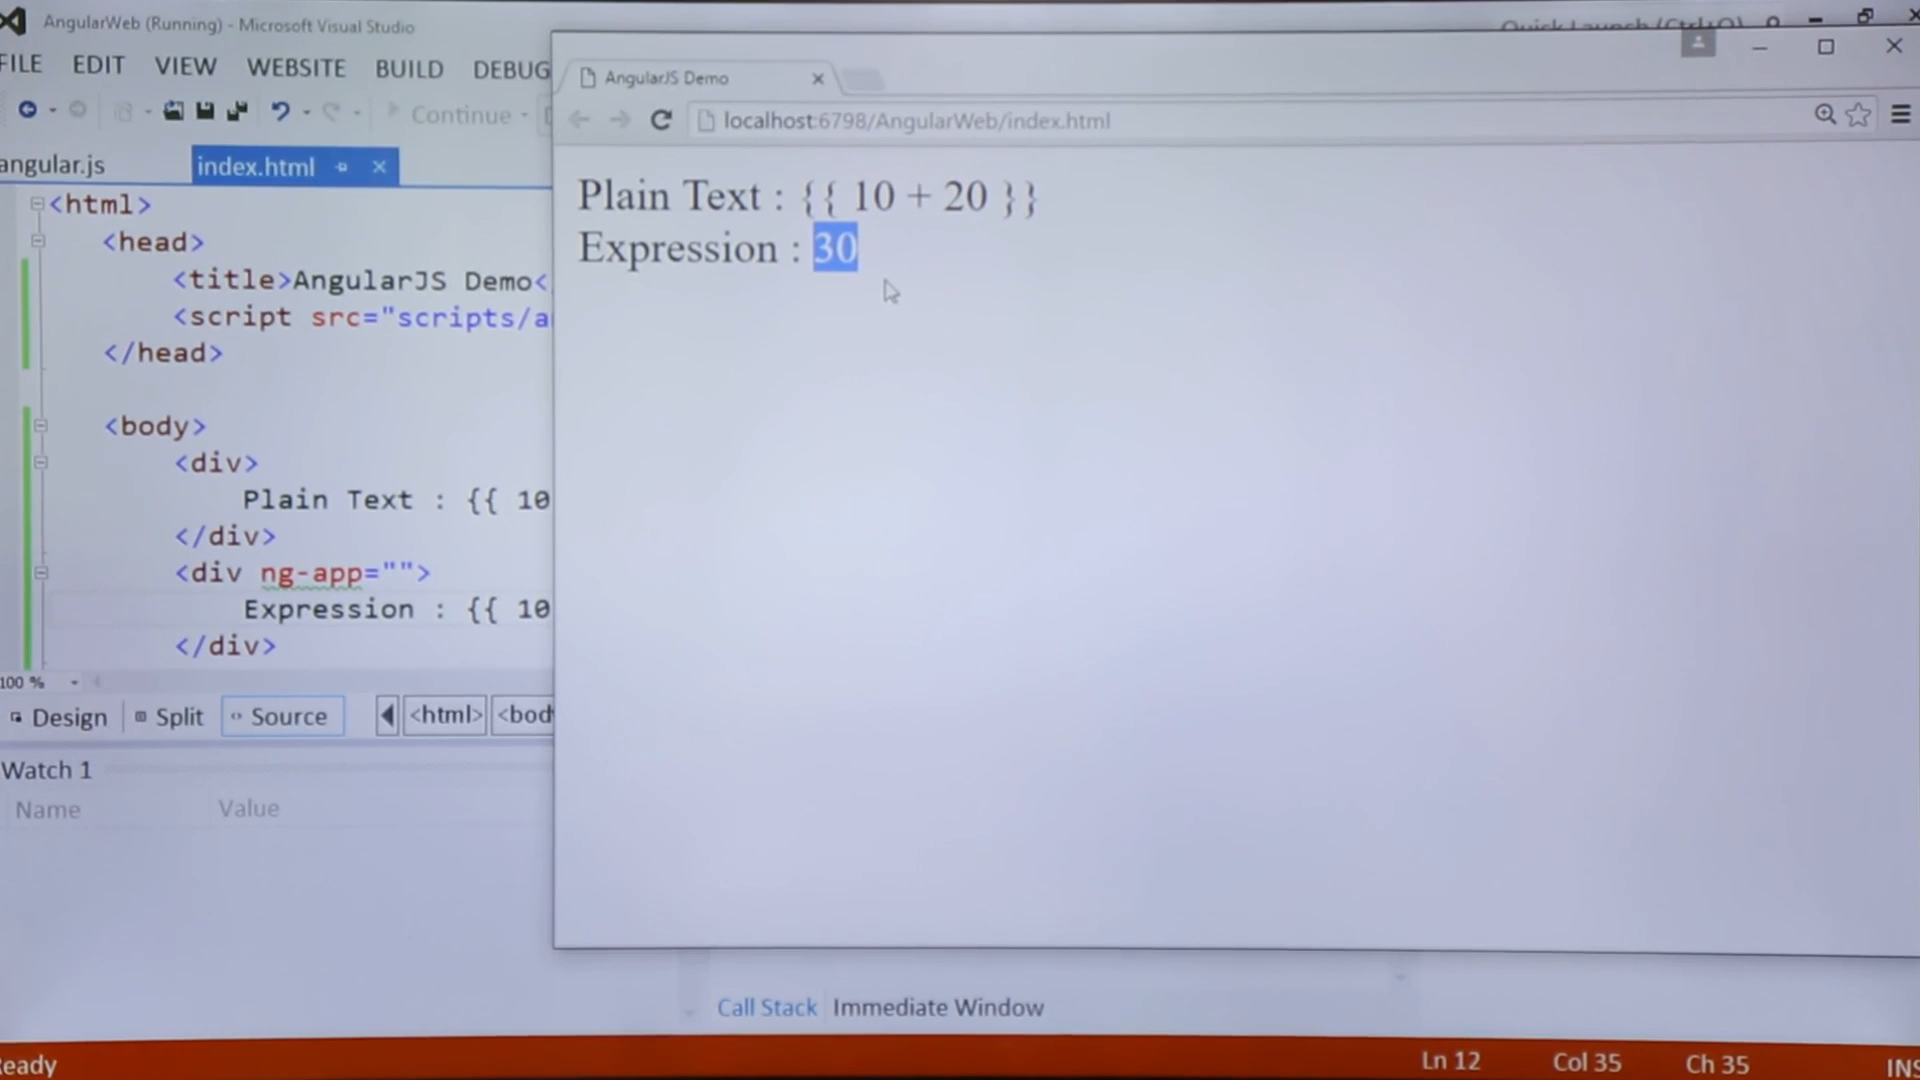 AngularWeb (Running) - Microsoft Visual Studio
Quick Launch (Ctrl+Q)
FILE EDIT VIEW WEBSITE BUILD DEBUG
Continue
angular.js
index.html
<html>
<head>
<title>AngularJS Demo<
<script src="scripts/a
</head>
<body>
<div>
Plain Text : {{ 10
</div>
<div ng-app="">
Expression : {{ 10
</div>
100 %
Design Split Source <html> <bod
Watch 1
Name Value
AngularJS Demo
localhost:6798/AngularWeb/index.html
Plain Text : {{ 10 + 20 }}
Expression : 30
Call Stack Immediate Window
Ready Ln 12 Col 35 Ch 35 INS